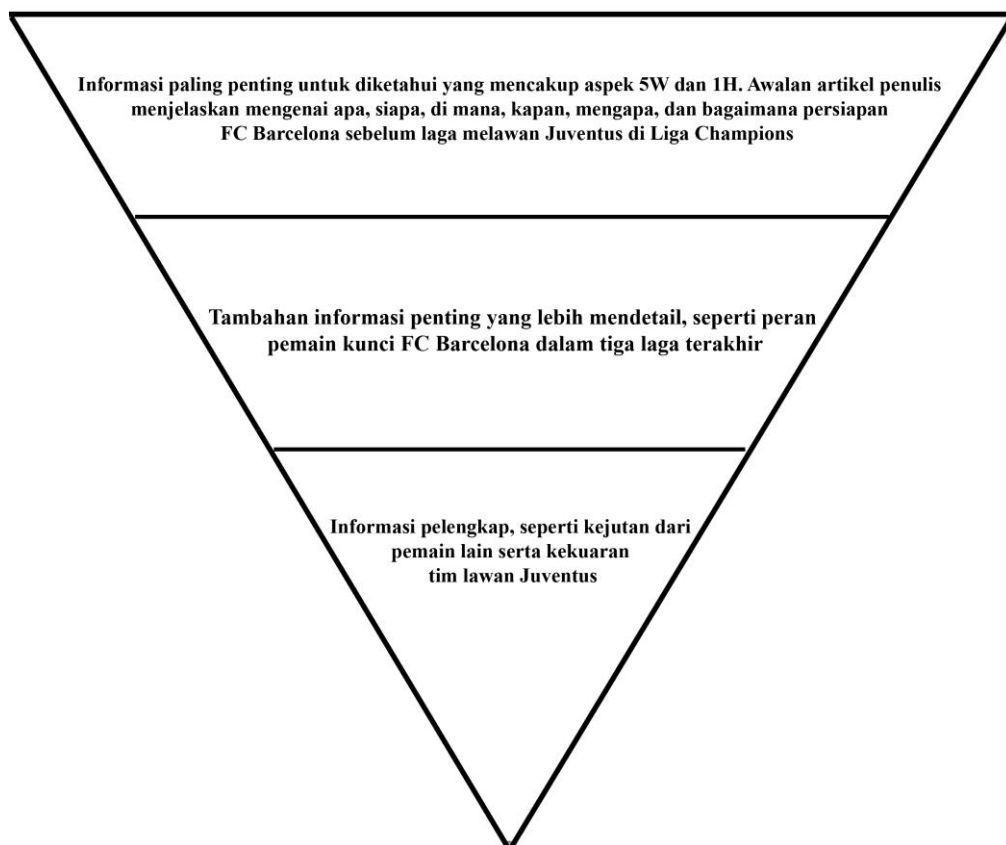 Informasi paling penting untuk diketahui yang mencakup aspek 5W dan 1H. Awalan artikel penulis
menjelaskan mengenai apa, siapa, di mana, kapan, mengapa, dan bagaimana persiapan
FC Barcelona sebelum laga melawan Juventus di Liga Champions
Tambahan informasi penting yang lebih mendetail, seperti peran
pemain kunci FC Barcelona dalam tiga laga terakhir
Informasi pelengkap, seperti kejutan dari
pemain lain serta kekuaran
tim lawan Juventus